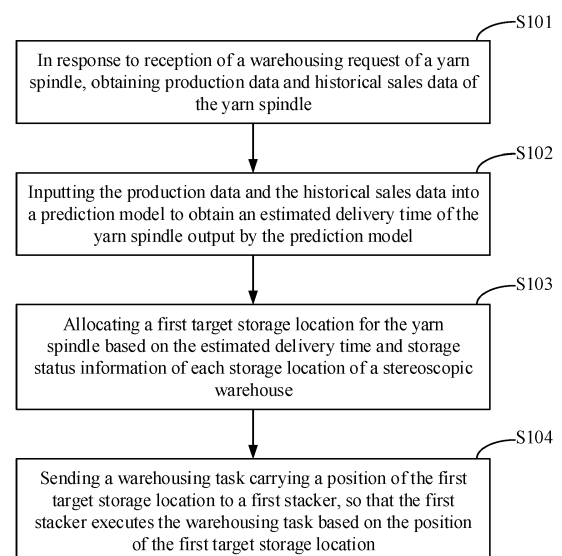 S101
In response to reception of a warehousing request of a yarn
spindle, obtaining production data and historical sales data of
the yarn spindle
S102
Inputting the production data and the historical sales data into
a prediction model to obtain an estimated delivery time of the
yarn spindle output by the prediction model
S103
Allocating a first target storage location for the yarn
spindle based on the estimated delivery time and storage
status information of each storage location of a stereoscopic
warehouse
S104
Sending a warehousing task carrying a position of the first
target storage location to a first stacker, so that the first
stacker executes the warehousing task based on the position
of the first target storage location